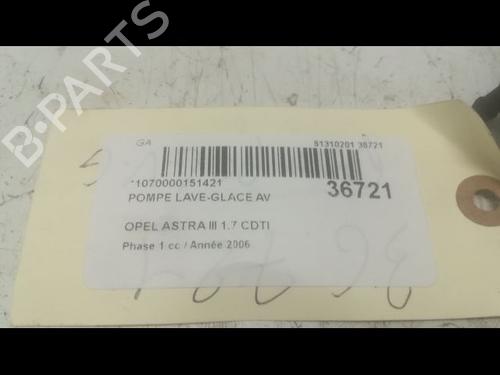 B-PARTS
GA
51310201 36721
*1070000151421
36721
POMPE LAVE-GLACE AV
OPEL ASTRA III 1.7 CDTI
Phase 1 cc / Année 2006